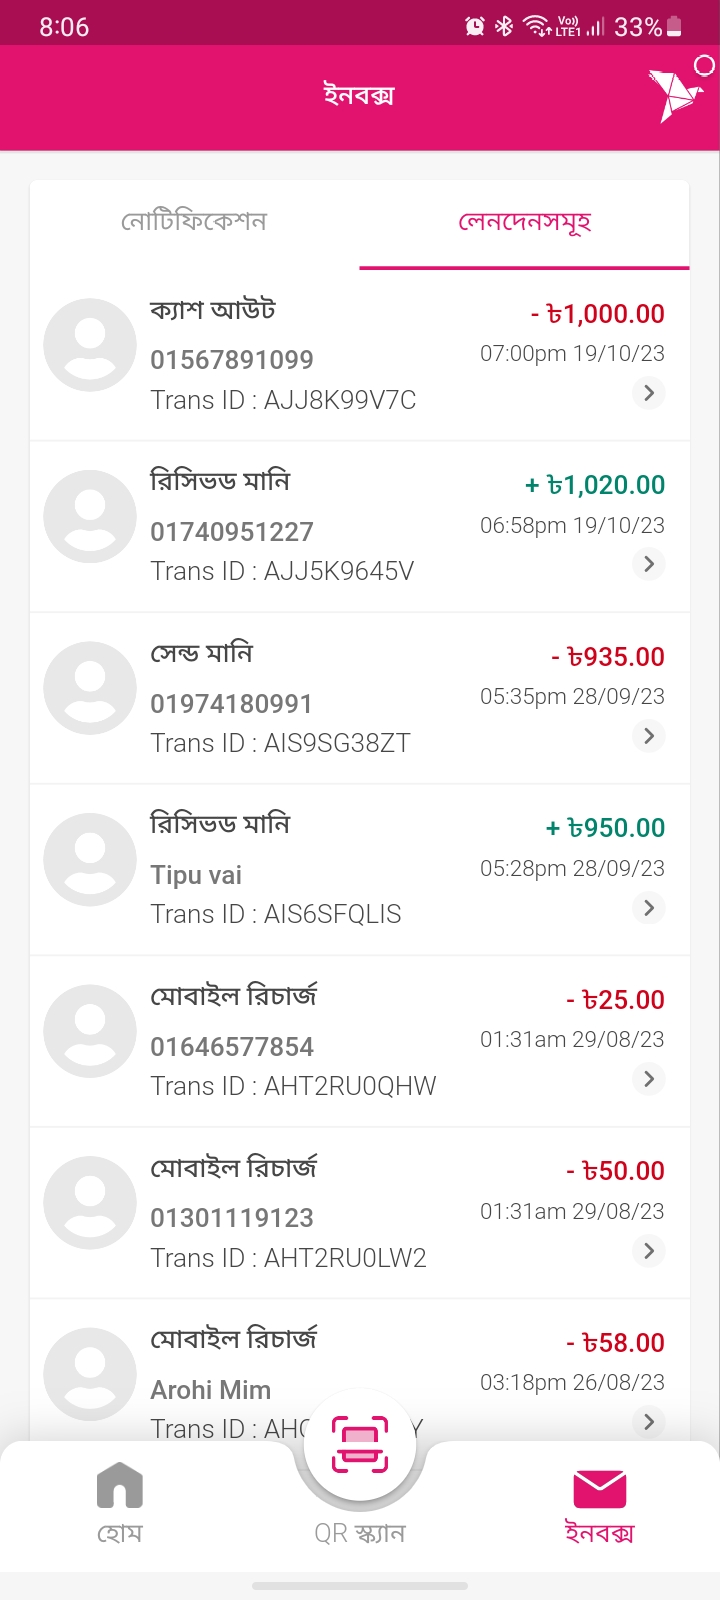 8:06
Vo)) LTE1 33%
ইনবক্স
নোটিফিকেশন লেনদেনসমূহ
ক্যাশ আউট - ৳1,000.00
01567891099 07:00pm 19/10/23
Trans ID : AJJ8K99V7C
রিসিভড মানি + ৳1,020.00
01740951227 06:58pm 19/10/23
Trans ID : AJJ5K9645V
সেন্ড মানি - ৳935.00
01974180991 05:35pm 28/09/23
Trans ID : AIS9SG38ZT
রিসিভড মানি + ৳950.00
Tipu vai 05:28pm 28/09/23
Trans ID : AIS6SFQLIS
মোবাইল রিচার্জ - ৳25.00
01646577854 01:31am 29/08/23
Trans ID : AHT2RU0QHW
মোবাইল রিচার্জ - ৳50.00
01301119123 01:31am 29/08/23
Trans ID : AHT2RU0LW2
মোবাইল রিচার্জ - ৳58.00
Arohi Mim 03:18pm 26/08/23
Trans ID :
হোম QR স্ক্যান ইনবক্স